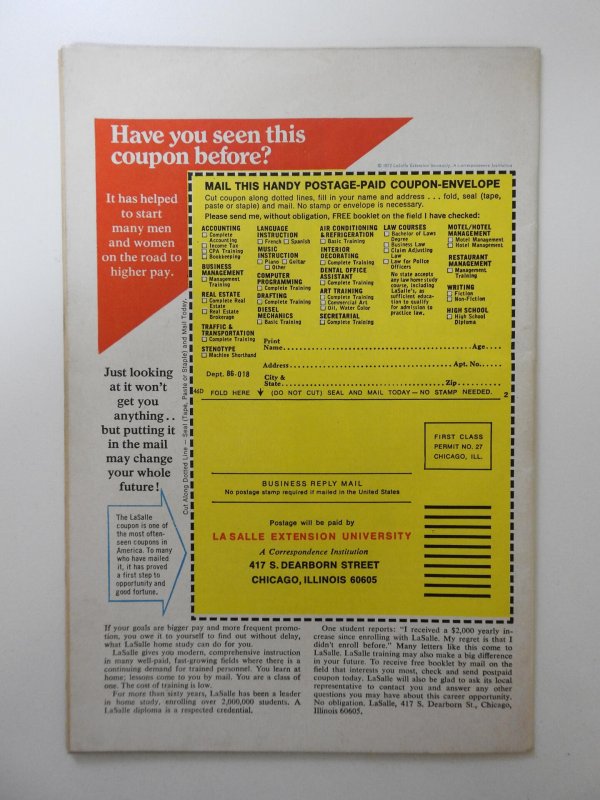 Have you seen this
coupon before?
© 1972 LaSalle Extension University, A Correspondence Institution
It has helped
to start
many men
and women
on the road to
higher pay.
MAIL THIS HANDY POSTAGE-PAID COUPON-ENVELOPE
Cut coupon along dotted lines, fill in your name and address . . . fold, seal (tape,
paste or staple) and mail. No stamp or envelope is necessary.
Please send me, without obligation, FREE booklet on the field I have checked:
ACCOUNTING
☐ Complete
Accounting
☐ Income Tax
☐ CPA Training
☐ Bookkeeping
BUSINESS
MANAGEMENT
☐ Management
Training
REAL ESTATE
☐ Complete Real
Estate
☐ Real Estate
Brokerage
TRAFFIC &
TRANSPORTATION
☐ Complete Training
STENOTYPE
☐ Machine Shorthand
LANGUAGE
INSTRUCTION
☐ French ☐ Spanish
MUSIC
INSTRUCTION
☐ Piano ☐ Guitar
☐ Other
COMPUTER
PROGRAMMING
☐ Complete Training
DRAFTING
☐ Complete Training
DIESEL
MECHANICS
☐ Basic Training
AIR CONDITIONING
& REFRIGERATION
☐ Basic Training
INTERIOR
DECORATING
☐ Complete Training
DENTAL OFFICE
ASSISTANT
☐ Complete Training
ART TRAINING
☐ Complete Training
☐ Commercial Art
☐ Oil, Water Color
SECRETARIAL
☐ Complete Training
LAW COURSES
☐ Bachelor of Laws
Degree
☐ Business Law
☐ Claim Adjusting
Law
☐ Law for Police
Officers
No state accepts
any law home study
course, including
LaSalle's, as
sufficient educa-
tion to qualify
for admission to
practice law.
MOTEL/HOTEL
MANAGEMENT
☐ Motel Management
☐ Hotel Management
RESTAURANT
MANAGEMENT
☐ Management
Training
WRITING
☐ Fiction
☐ Non-Fiction
HIGH SCHOOL
☐ High School
Diploma
Print
Name........Age....
Address........Apt. No.....
Dept. 86-018
City &
State........Zip........
46D FOLD HERE ↓ (DO NOT CUT) SEAL AND MAIL TODAY—NO STAMP NEEDED. 2
Cut Along Dotted Line — Seal (Tape, Paste or Staple) and Mail Today.
Just looking
at it won't
get you
anything . .
but putting it
in the mail
may change
your whole
future!
FIRST CLASS
PERMIT NO. 27
CHICAGO, ILL.
BUSINESS REPLY MAIL
No postage stamp required if mailed in the United States
Postage will be paid by
LA SALLE EXTENSION UNIVERSITY
A Correspondence Institution
417 S. DEARBORN STREET
CHICAGO, ILLINOIS 60605
The LaSalle
coupon is one of
the most often-
seen coupons in
America. To many
who have mailed
it, it has proved
a first step to
opportunity and
good fortune.
If your goals are bigger pay and more frequent promo-
tion, you owe it to yourself to find out without delay,
what LaSalle home study can do for you.
LaSalle gives you modern, comprehensive instruction
in many well-paid, fast-growing fields where there is a
continuing demand for trained personnel. You learn at
home; lessons come to you by mail. You are a class of
one. The cost of training is low.
For more than sixty years, LaSalle has been a leader
in home study, enrolling over 2,000,000 students. A
LaSalle diploma is a respected credential.
One student reports: "I received a $2,000 yearly in-
crease since enrolling with LaSalle. My regret is that I
didn't enroll before." Many letters like this come to
LaSalle. LaSalle training may also make a big difference
in your future. To receive free booklet by mail on the
field that interests you most, check and send postpaid
coupon today. LaSalle will also be glad to ask its local
representative to contact you and answer any other
questions you may have about this career opportunity.
No obligation. LaSalle, 417 S. Dearborn St., Chicago,
Illinois 60605.